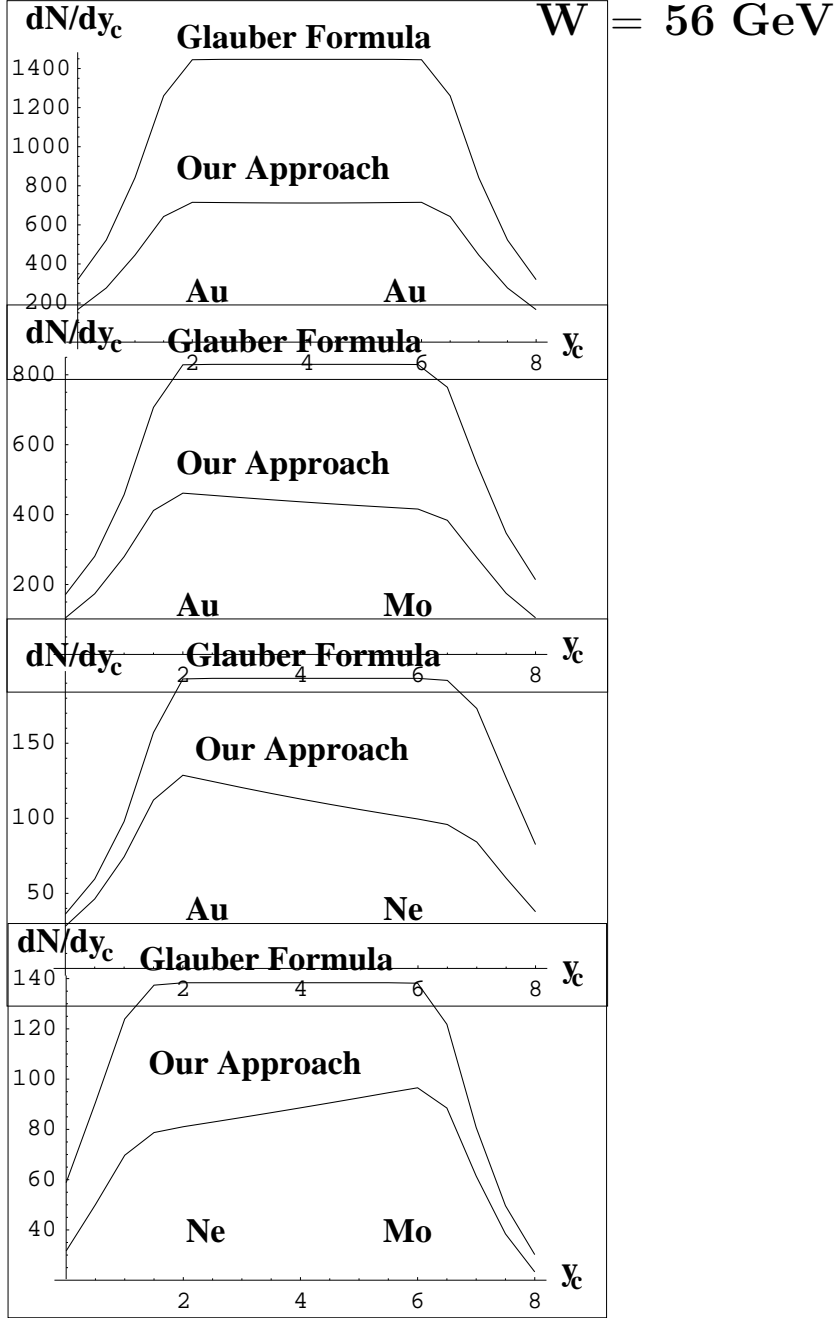 W = 56 GeV
dN/dy_c
Glauber Formula
1400
1200
1000
Our Approach
800
600
400
Au Au
200
dN/dy_c
Glauber Formula
y_c
2 4 6 8
800
600
Our Approach
400
200
Au Mo
dN/dy_c
Glauber Formula
y_c
2 4 6 8
150
Our Approach
100
50
Au Ne
dN/dy_c
Glauber Formula
y_c
140
2 4 6 8
120
Our Approach
100
80
60
40
Ne Mo
y_c
2 4 6 8